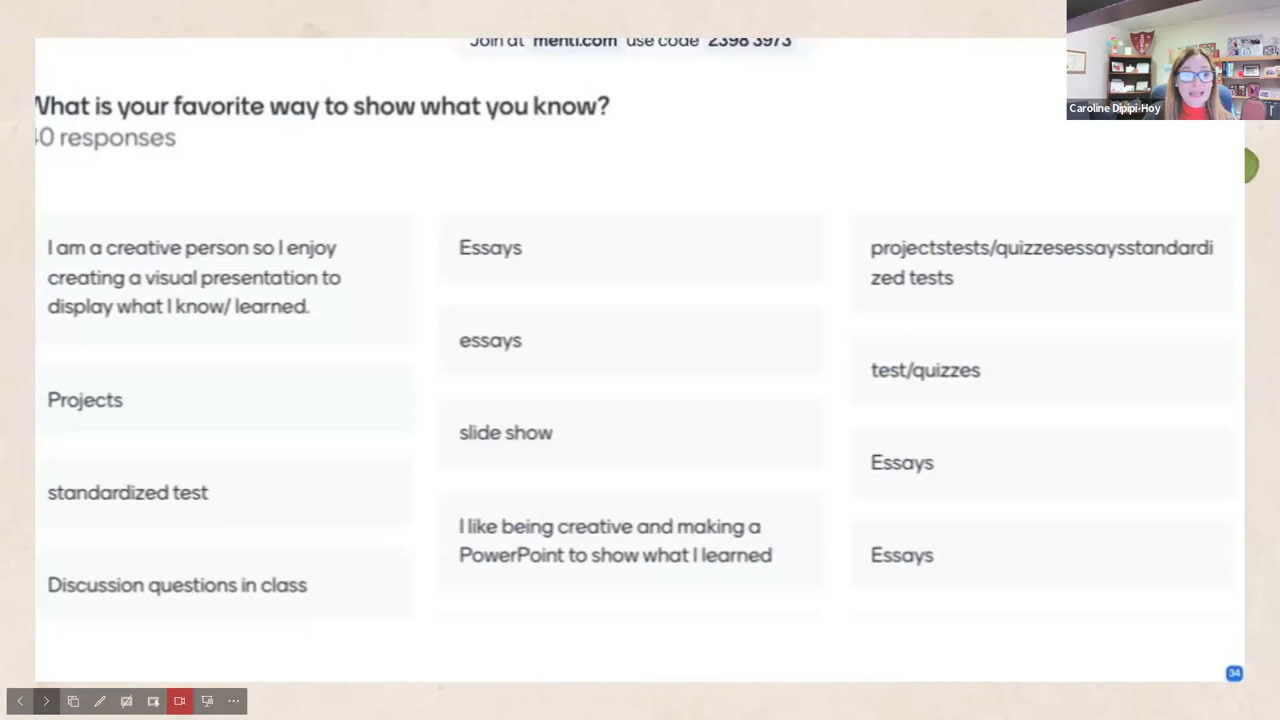 Join at menti.com use code 2398 3973
What is your favorite way to show what you know?
40 responses
I am a creative person so I enjoy
creating a visual presentation to
display what I know/ learned.
Projects
standardized test
Discussion questions in class
Essays
essays
slide show
I like being creative and making a
PowerPoint to show what I learned
projectstests/quizzesessaysstandardi
zed tests
test/quizzes
Essays
Essays
Caroline Dipipi-Hoy
34